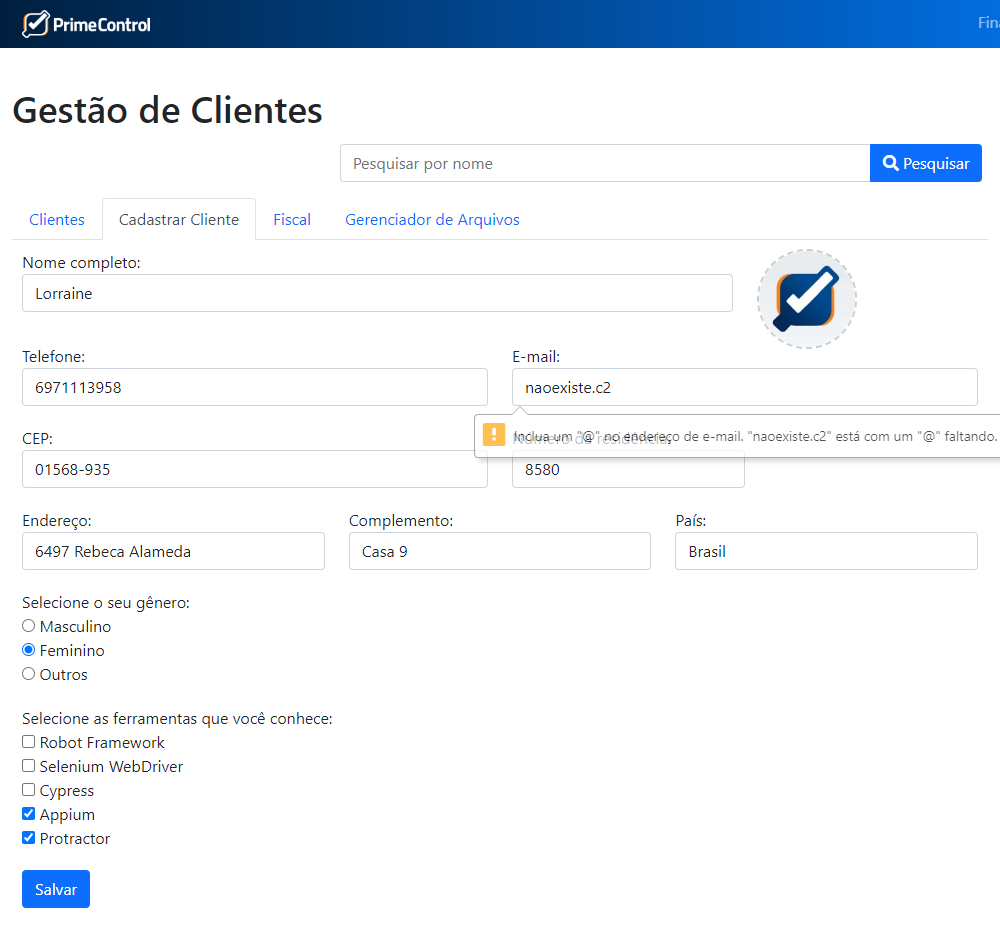 PrimeControl
Fin
Gestão de Clientes
Pesquisar por nome
Pesquisar
Clientes
Cadastrar Cliente
Fiscal
Gerenciador de Arquivos
Nome completo:
Lorraine
Telefone:
E-mail:
6971113958
naoexiste.c2
Inclua um "@" no endereço de e-mail. "naoexiste.c2" está com um "@" faltando.
CEP:
Número de residência:
01568-935
8580
Endereço:
Complemento:
País:
6497 Rebeca Alameda
Casa 9
Brasil
Selecione o seu gênero:
Masculino
Feminino
Outros
Selecione as ferramentas que você conhece:
Robot Framework
Selenium WebDriver
Cypress
Appium
Protractor
Salvar